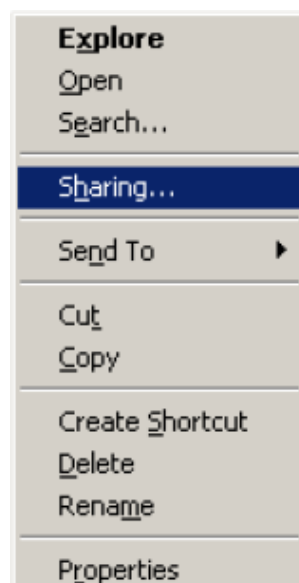 Explore
Open
Search...
Sharing...
Send To
Cut
Copy
Create Shortcut
Delete
Rename
Properties